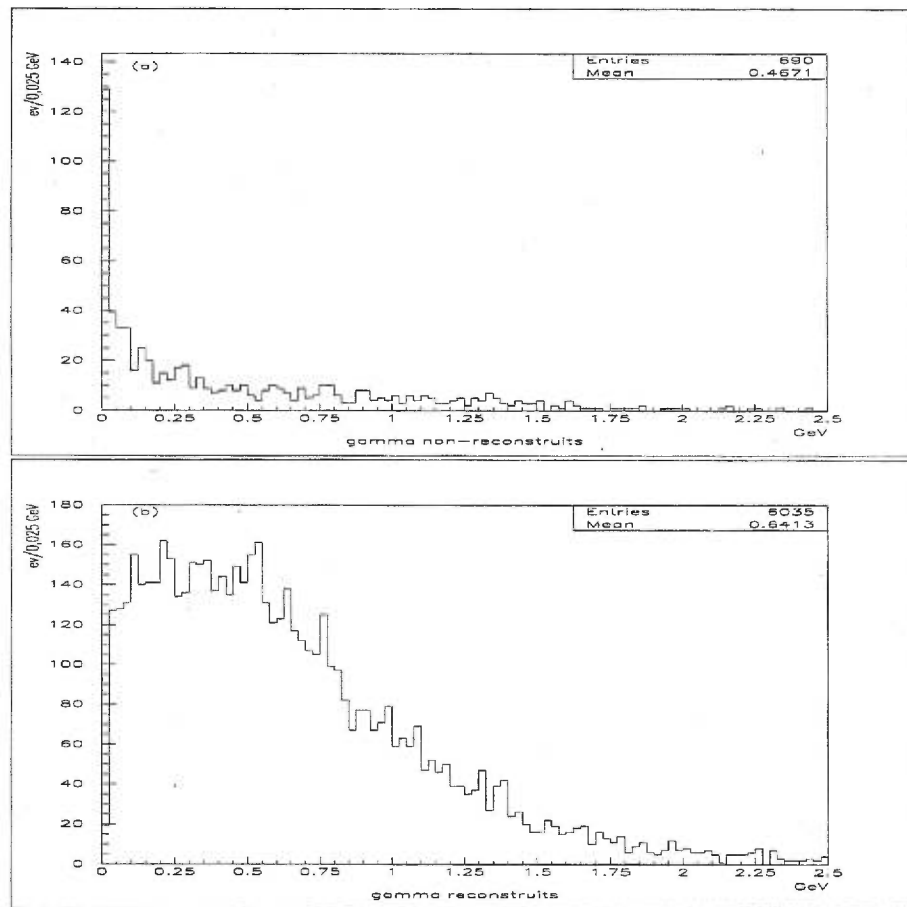 ev/0,025 GeV
140
120
100
80
60
40
20
0
(a)
Entries 690
Mean 0.4671
0 0.25 0.5 0.75 1 1.25 1.5 1.75 2 2.25 2.5
GeV
gamma non-reconstruits
ev/0,025 GeV
180
160
140
120
100
80
60
40
20
0
(b)
Entries 6035
Mean 0.6413
0 0.25 0.5 0.75 1 1.25 1.5 1.75 2 2.25 2.5
GeV
gamma reconstruits